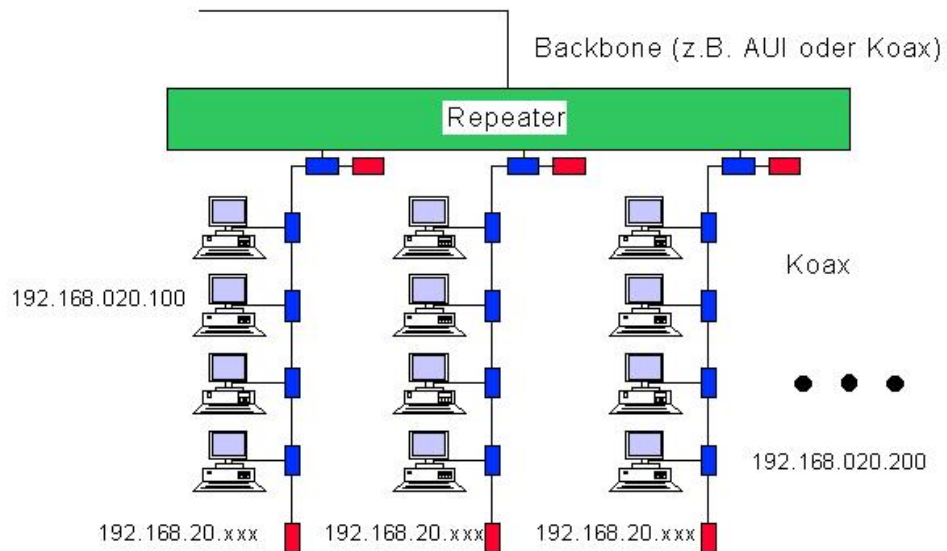 Backbone (z.B. AUI oder Koax)
Repeater
Koax
192.168.020.100
192.168.020.200
192.168.20.xxx
192.168.20.xxx
192.168.20.xxx